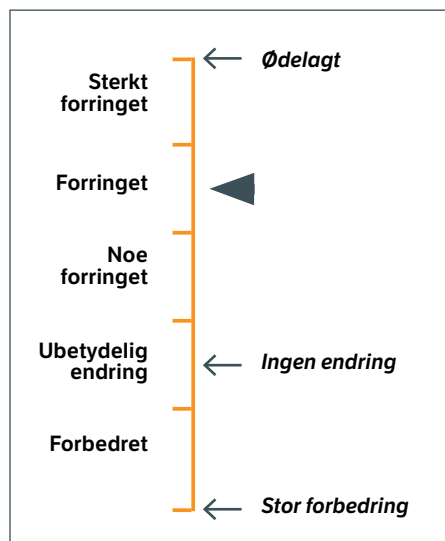 Ødelagt
Sterkt
forringet
Forringet
Noe
forringet
Ubetydelig
endring
Ingen endring
Forbedret
Stor forbedring